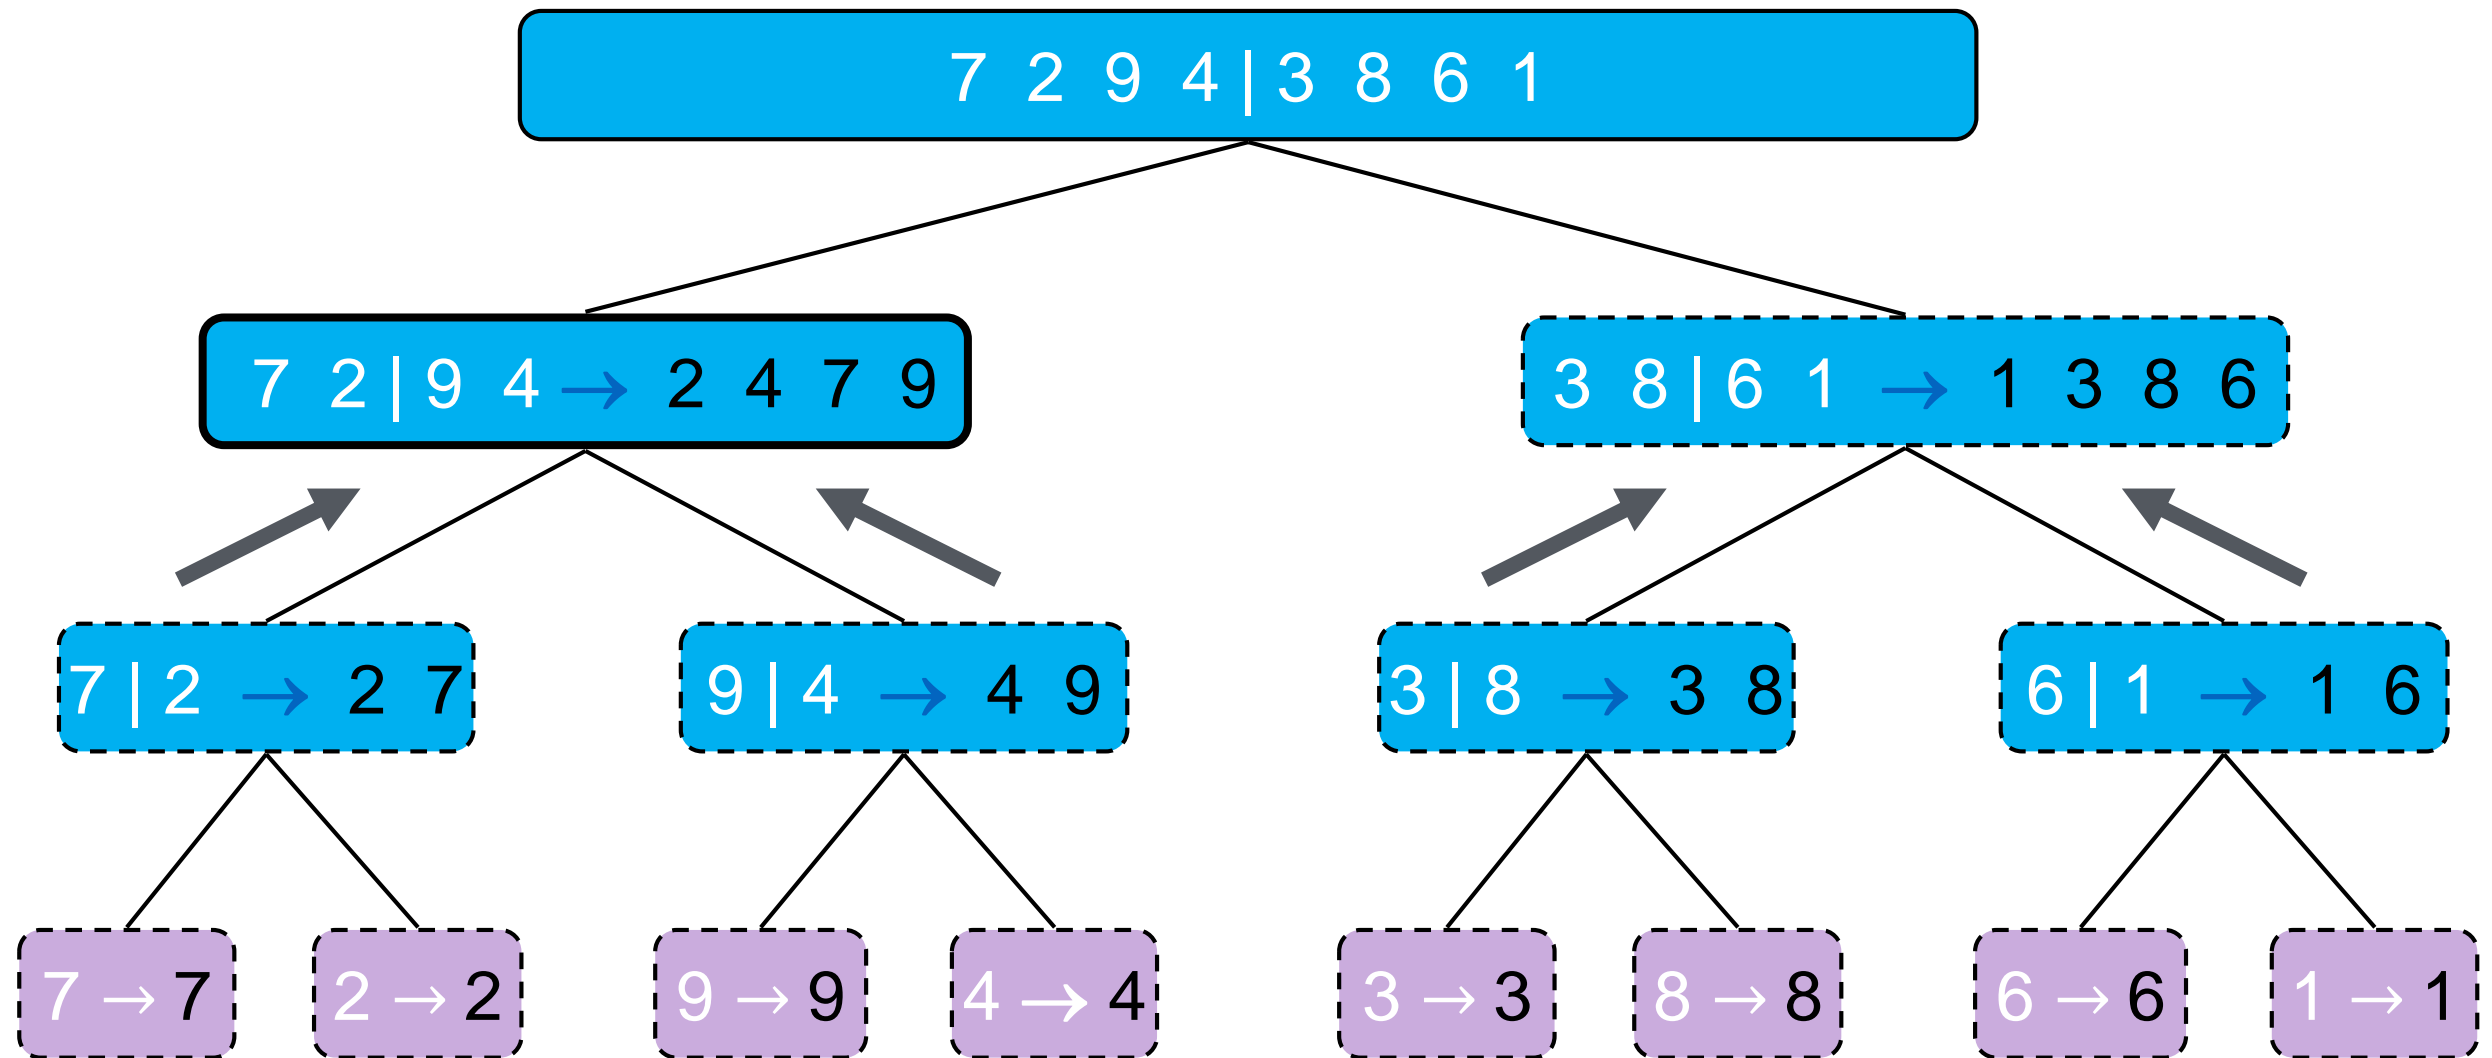 7 2 9 4 | 3 8 6 1
7 2 | 9 4 → 2 4 7 9
3 8 | 6 1 → 1 3 8 6
7 | 2 → 2 7
9 | 4 → 4 9
3 | 8 → 3 8
6 | 1 → 1 6
7 → 7
2 → 2
9 → 9
4 → 4
3 → 3
8 → 8
6 → 6
1 → 1